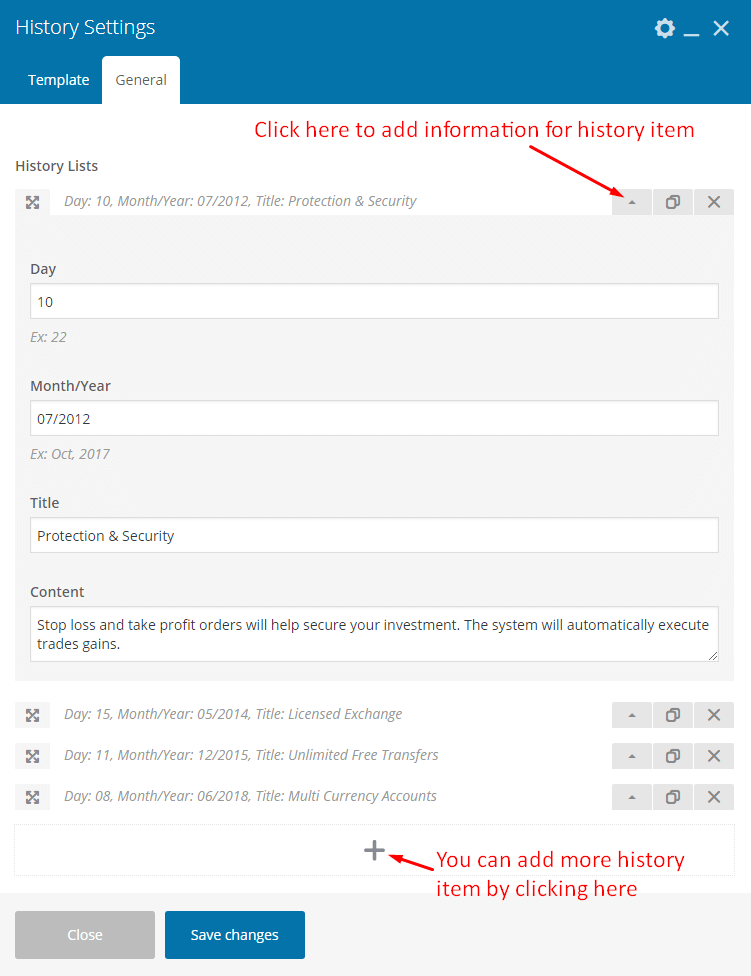 History Settings
Template
General
Click here to add information for history item
History Lists
Day: 10, Month/Year: 07/2012, Title: Protection & Security
Day
10
Ex: 22
Month/Year
07/2012
Ex: Oct, 2017
Title
Protection & Security
Content
Stop loss and take profit orders will help secure your investment. The system will automatically execute
trades gains.
Day: 15, Month/Year: 05/2014, Title: Licensed Exchange
Day: 11, Month/Year: 12/2015, Title: Unlimited Free Transfers
Day: 08, Month/Year: 06/2018, Title: Multi Currency Accounts
You can add more history
item by clicking here
Close
Save changes